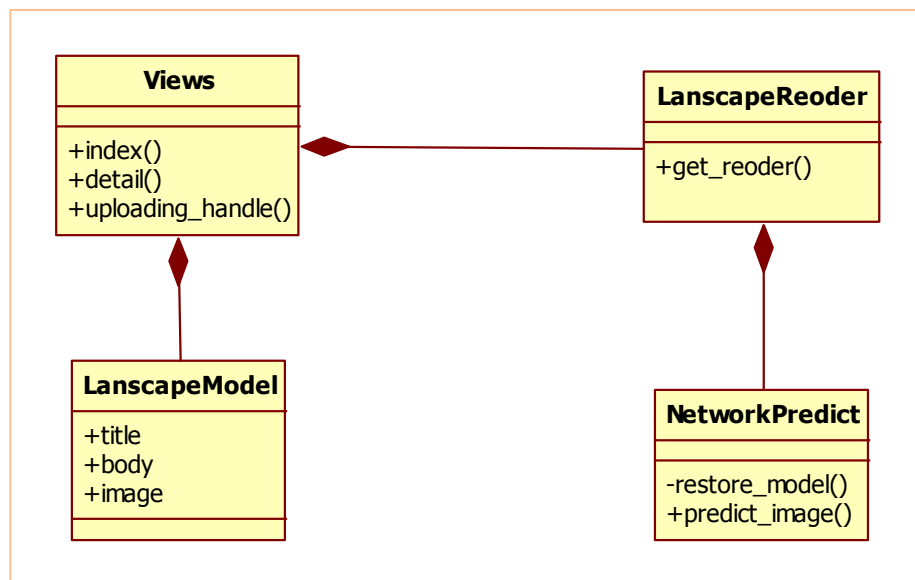 Views
+index()
+detail()
+uploading_handle()
LanscapeReoder
+get_reoder()
LanscapeModel
+title
+body
+image
NetworkPredict
-restore_model()
+predict_image()